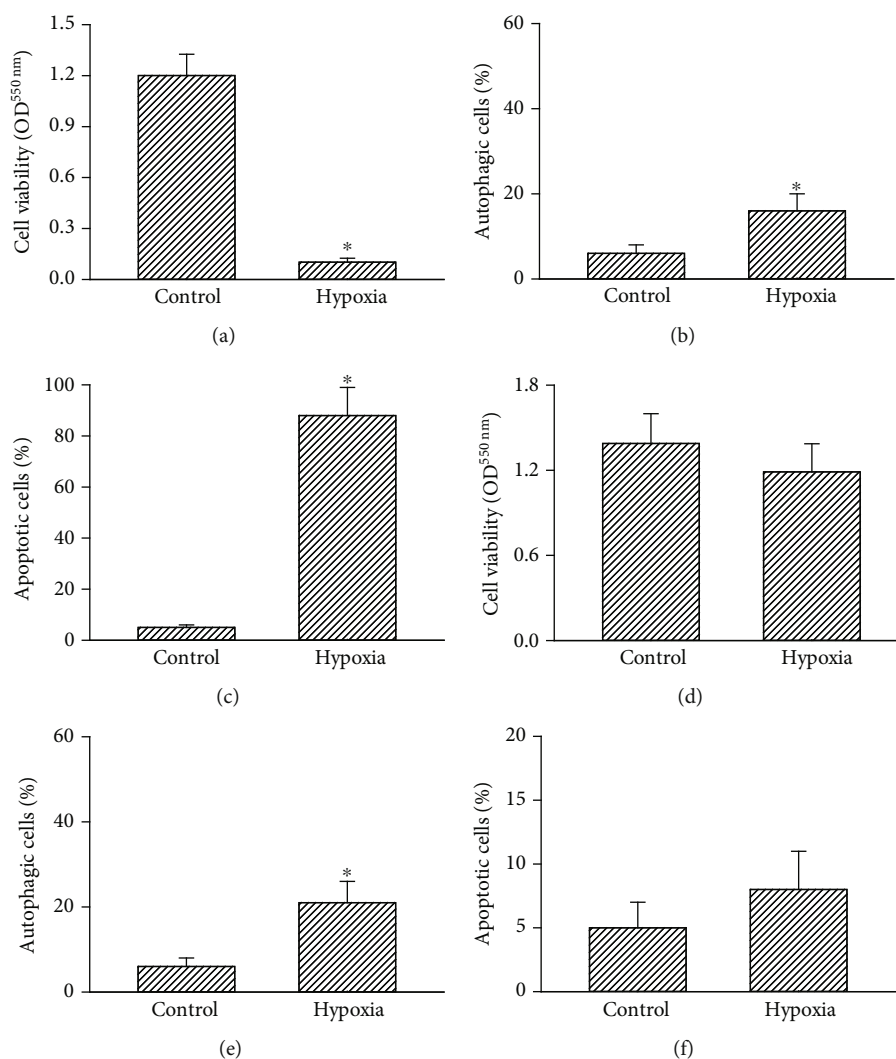 1.5
1.2
0.9
0.6
0.3
0.0
Cell viability (OD550 nm)
*
Control Hypoxia
(a)
60
40
20
0
Autophagic cells (%)
*
Control Hypoxia
(b)
100
80
60
40
20
0
Apoptotic cells (%)
*
Control Hypoxia
(c)
1.8
1.2
0.6
0.0
Cell viability (OD550 nm)
Control Hypoxia
(d)
60
40
20
0
Autophagic cells (%)
*
Control Hypoxia
(e)
20
15
10
5
0
Apoptotic cells (%)
Control Hypoxia
(f)